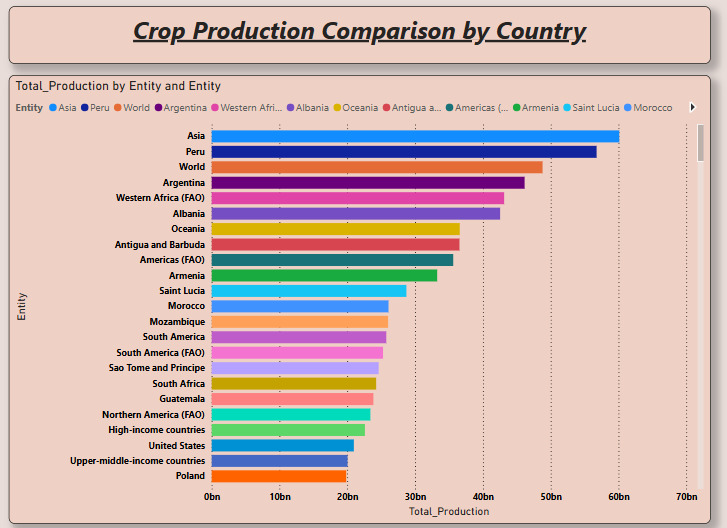 Crop Production Comparison by Country
Total_Production by Entity and Entity
Entity Asia Peru World Argentina Western Afri... Albania Oceania Antigua a... Americas (... Armenia Saint Lucia Morocco
Asia
Peru
World
Argentina
Western Africa (FAO)
Albania
Oceania
Antigua and Barbuda
Americas (FAO)
Armenia
Saint Lucia
Morocco
Mozambique
South America
South America (FAO)
Sao Tome and Principe
South Africa
Guatemala
Northern America (FAO)
High-income countries
United States
Upper-middle-income countries
Poland
Entity
0bn 10bn 20bn 30bn 40bn 50bn 60bn 70bn
Total_Production